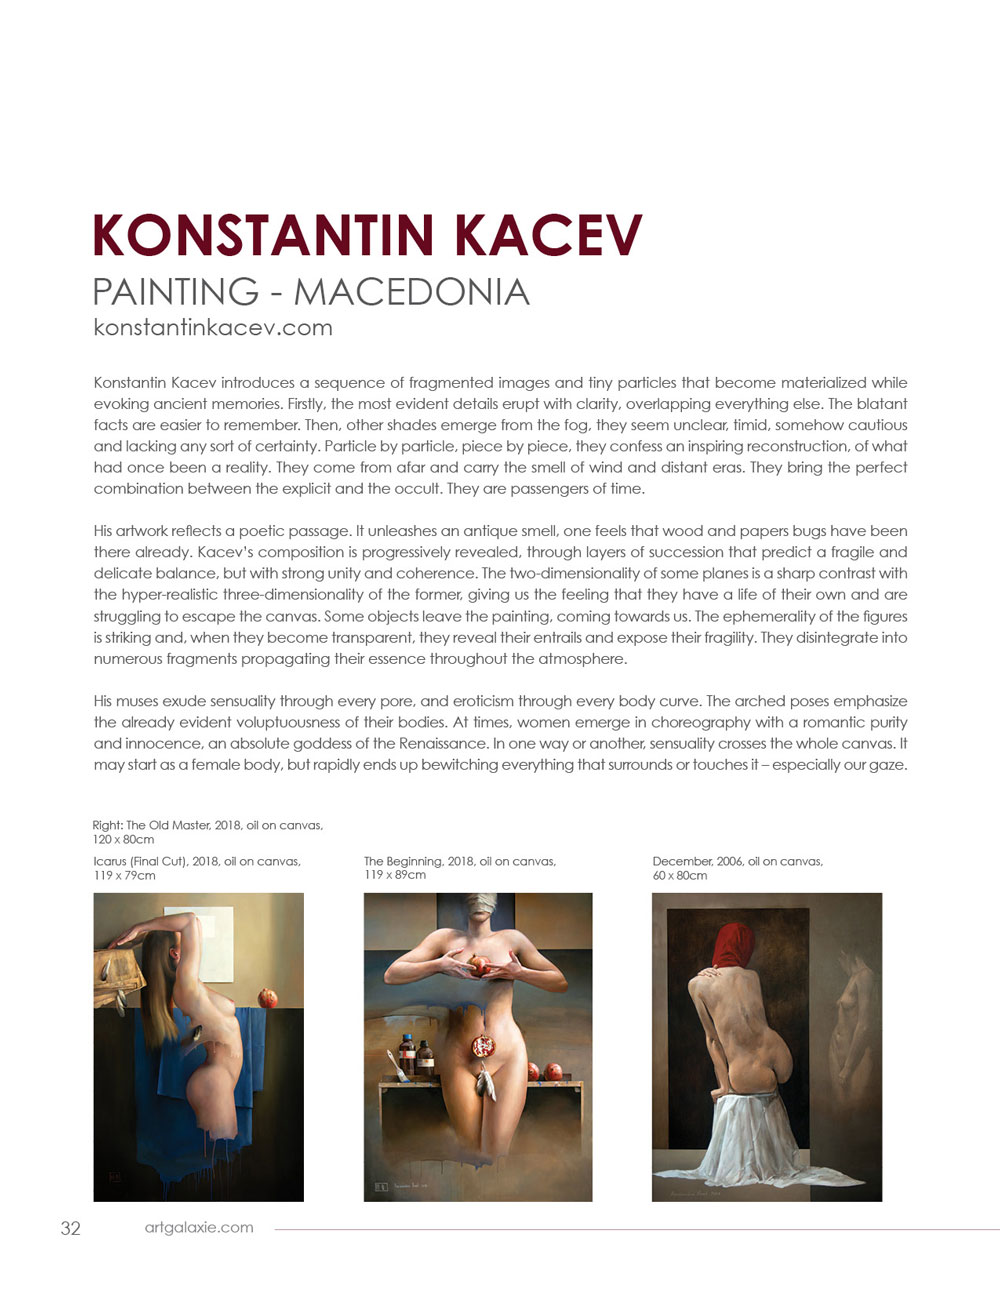 KONSTANTIN KACEV
PAINTING - MACEDONIA
konstantinkacev.com
Konstantin Kacev introduces a sequence of fragmented images and tiny particles that become materialized while
evoking ancient memories. Firstly, the most evident details erupt with clarity, overlapping everything else. The blatant
facts are easier to remember. Then, other shades emerge from the fog, they seem unclear, timid, somehow cautious
and lacking any sort of certainty. Particle by particle, piece by piece, they confess an inspiring reconstruction, of what
had once been a reality. They come from afar and carry the smell of wind and distant eras. They bring the perfect
combination between the explicit and the occult. They are passengers of time.
His artwork reflects a poetic passage. It unleashes an antique smell, one feels that wood and papers bugs have been
there already. Kacev's composition is progressively revealed, through layers of succession that predict a fragile and
delicate balance, but with strong unity and coherence. The two-dimensionality of some planes is a sharp contrast with
the hyper-realistic three-dimensionality of the former, giving us the feeling that they have a life of their own and are
struggling to escape the canvas. Some objects leave the painting, coming towards us. The ephemerality of the figures
is striking and, when they become transparent, they reveal their entrails and expose their fragility. They disintegrate into
numerous fragments propagating their essence throughout the atmosphere.
His muses exude sensuality through every pore, and eroticism through every body curve. The arched poses emphasize
the already evident voluptuousness of their bodies. At times, women emerge in choreography with a romantic purity
and innocence, an absolute goddess of the Renaissance. In one way or another, sensuality crosses the whole canvas. It
may start as a female body, but rapidly ends up bewitching everything that surrounds or touches it – especially our gaze.
Right: The Old Master, 2018, oil on canvas,
120 x 80cm
Icarus (Final Cut), 2018, oil on canvas,
119 x 79cm
The Beginning, 2018, oil on canvas,
119 x 89cm
December, 2006, oil on canvas,
60 x 80cm
32
artgalaxie.com